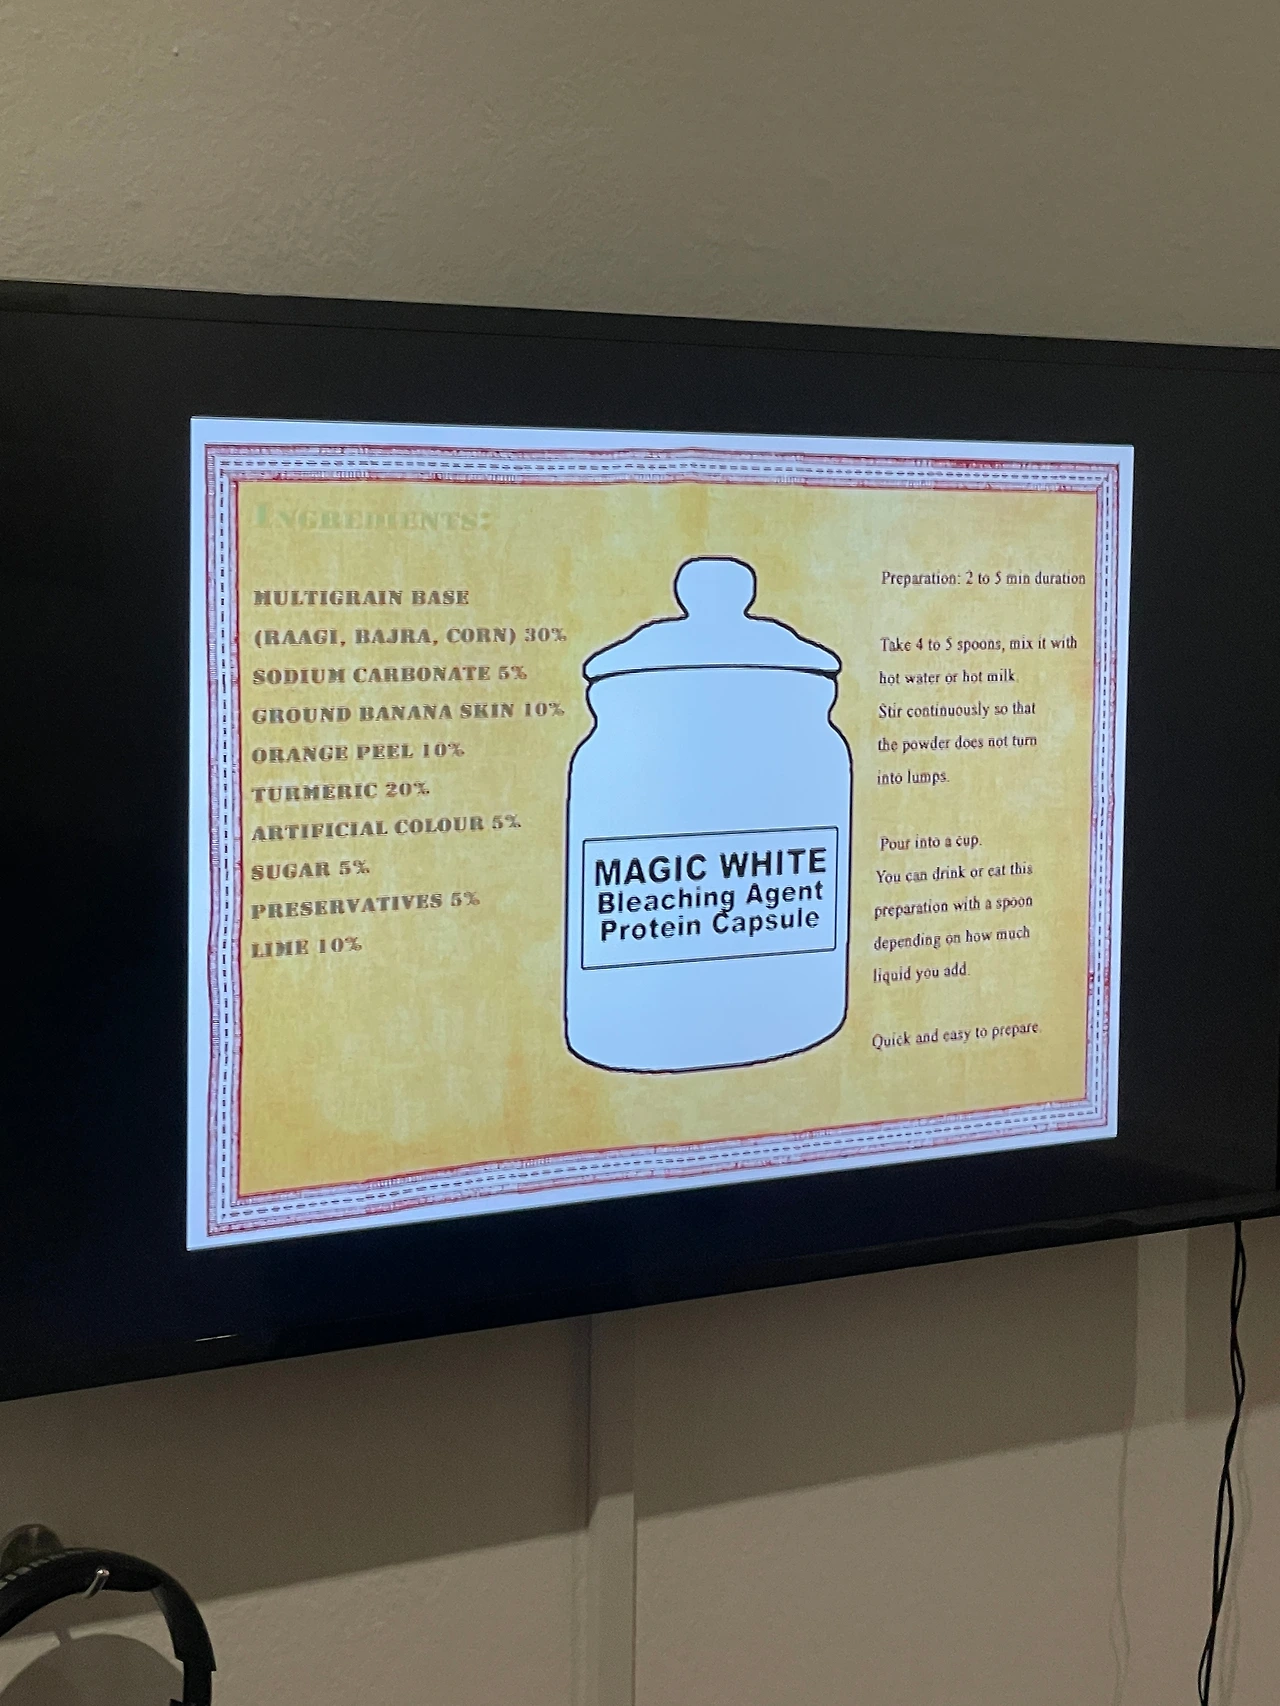 INGREDIENTS:
MULTIGRAIN BASE
(RAAGI, BAJRA, CORN) 30%
SODIUM CARBONATE 5%
GROUND BANANA SKIN 10%
ORANGE PEEL 10%
TURMERIC 20%
ARTIFICIAL COLOUR 5%
SUGAR 5%
PRESERVATIVES 5%
LIME 10%
MAGIC WHITE
Bleaching Agent
Protein Capsule
Preparation: 2 to 5 min duration
Take 4 to 5 spoons, mix it with
hot water or hot milk.
Stir continuously so that
the powder does not turn
into lumps.
Pour into a cup.
You can drink or eat this
preparation with a spoon
depending on how much
liquid you add.
Quick and easy to prepare.